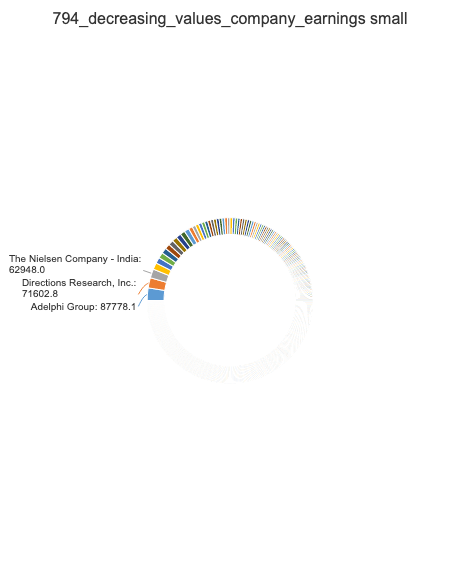 794_decreasing_values_company_earnings small
The Nielsen Company - India:
62948.0
Directions Research, Inc.:
71602.8
Adelphi Group: 87778.1